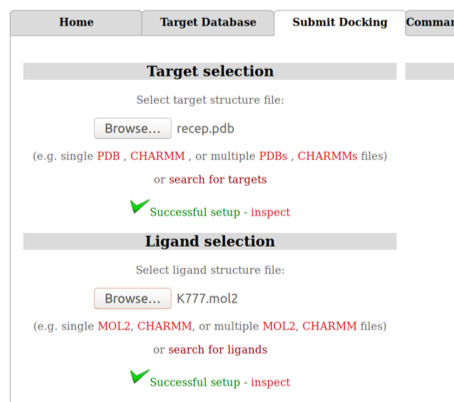 Home Target Database Submit Docking Comman
Target selection
Select target structure file:
Browse... recep.pdb
(e.g. single PDB , CHARMM , or multiple PDBs , CHARMMs files)
or search for targets
Successful setup - inspect
Ligand selection
Select ligand structure file:
Browse... K777.mol2
(e.g. single MOL2, CHARMM, or multiple MOL2, CHARMM files)
or search for ligands
Successful setup - inspect